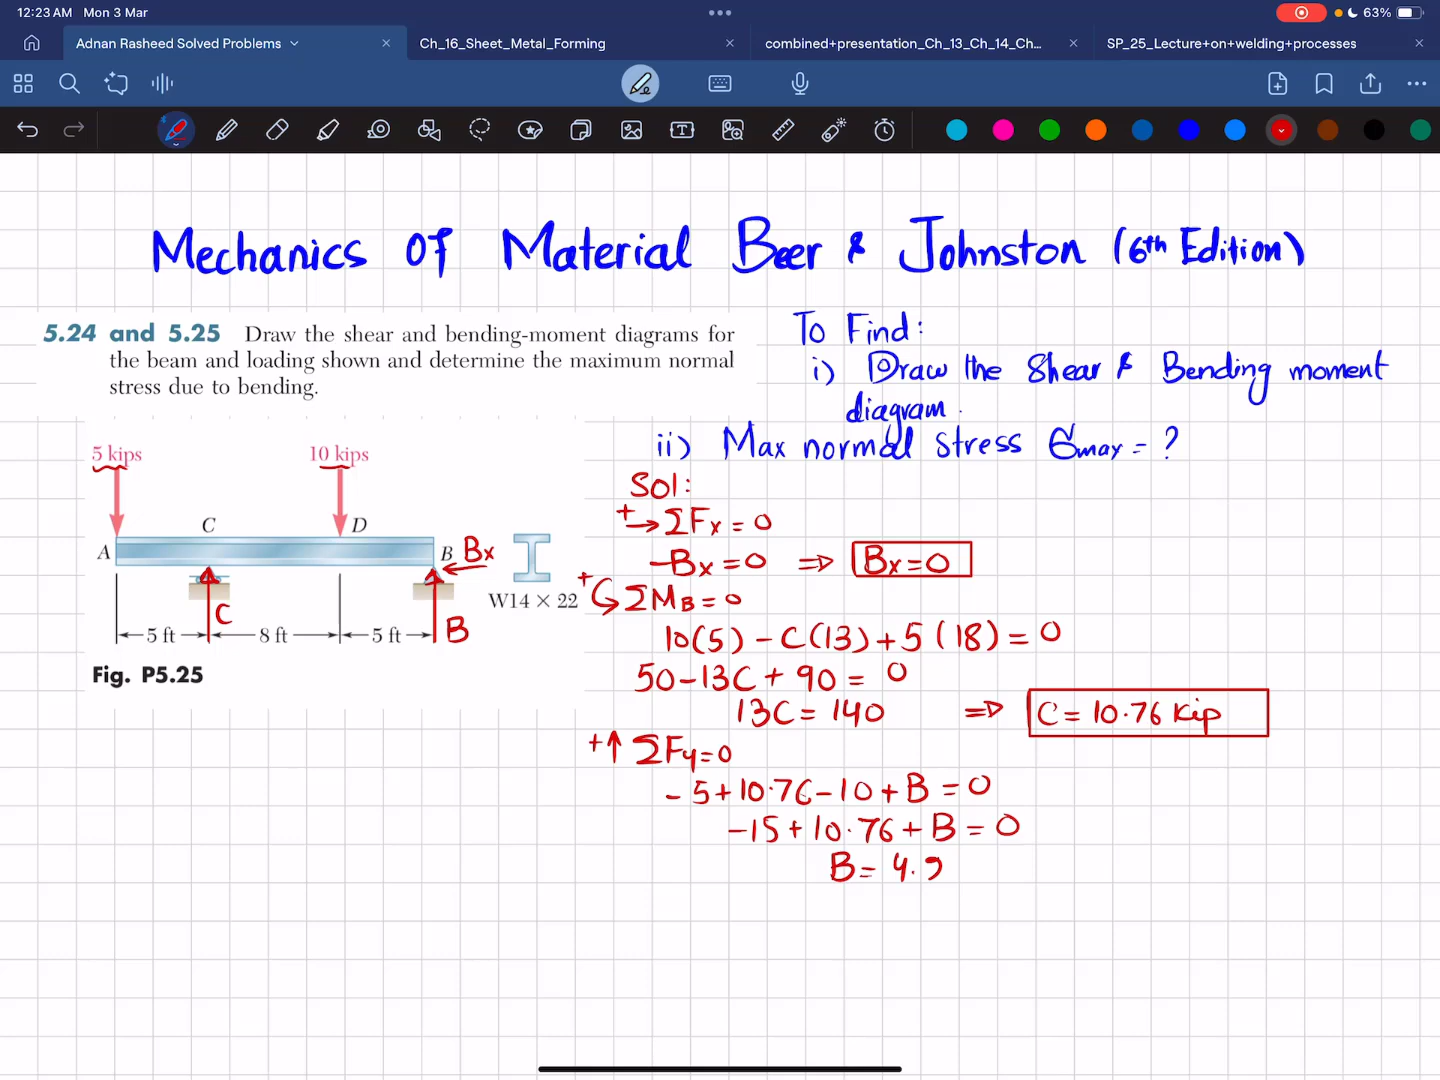 12:23 AM Mon 3 Mar
63%
Adnan Rasheed Solved Problems
Ch_16_Sheet_Metal_Forming
combined+presentation_Ch_13_Ch_14_Ch...
SP_25_Lecture+on+welding+processes
Mechanics of Material Beer & Johnston (6th Edition)
5.24 and 5.25 Draw the shear and bending-moment diagrams for
the beam and loading shown and determine the maximum normal
stress due to bending.
To Find:
i) Draw the Shear & Bending moment
diagram.
ii) Max normal stress σmax = ?
5 kips
10 kips
C
D
A
B
Bx
W14 × 22
C
B
5 ft
8 ft
5 ft
Fig. P5.25
Sol:
+→ ΣFx = 0
-Bx = 0 ⇒ Bx = 0
+↺ ΣMB = 0
10(5) - C(13) + 5(18) = 0
50 - 13C + 90 = 0
13C = 140 ⇒ C = 10.76 Kip
+↑ ΣFy = 0
-5 + 10.76 - 10 + B = 0
-15 + 10.76 + B = 0
B = 4.